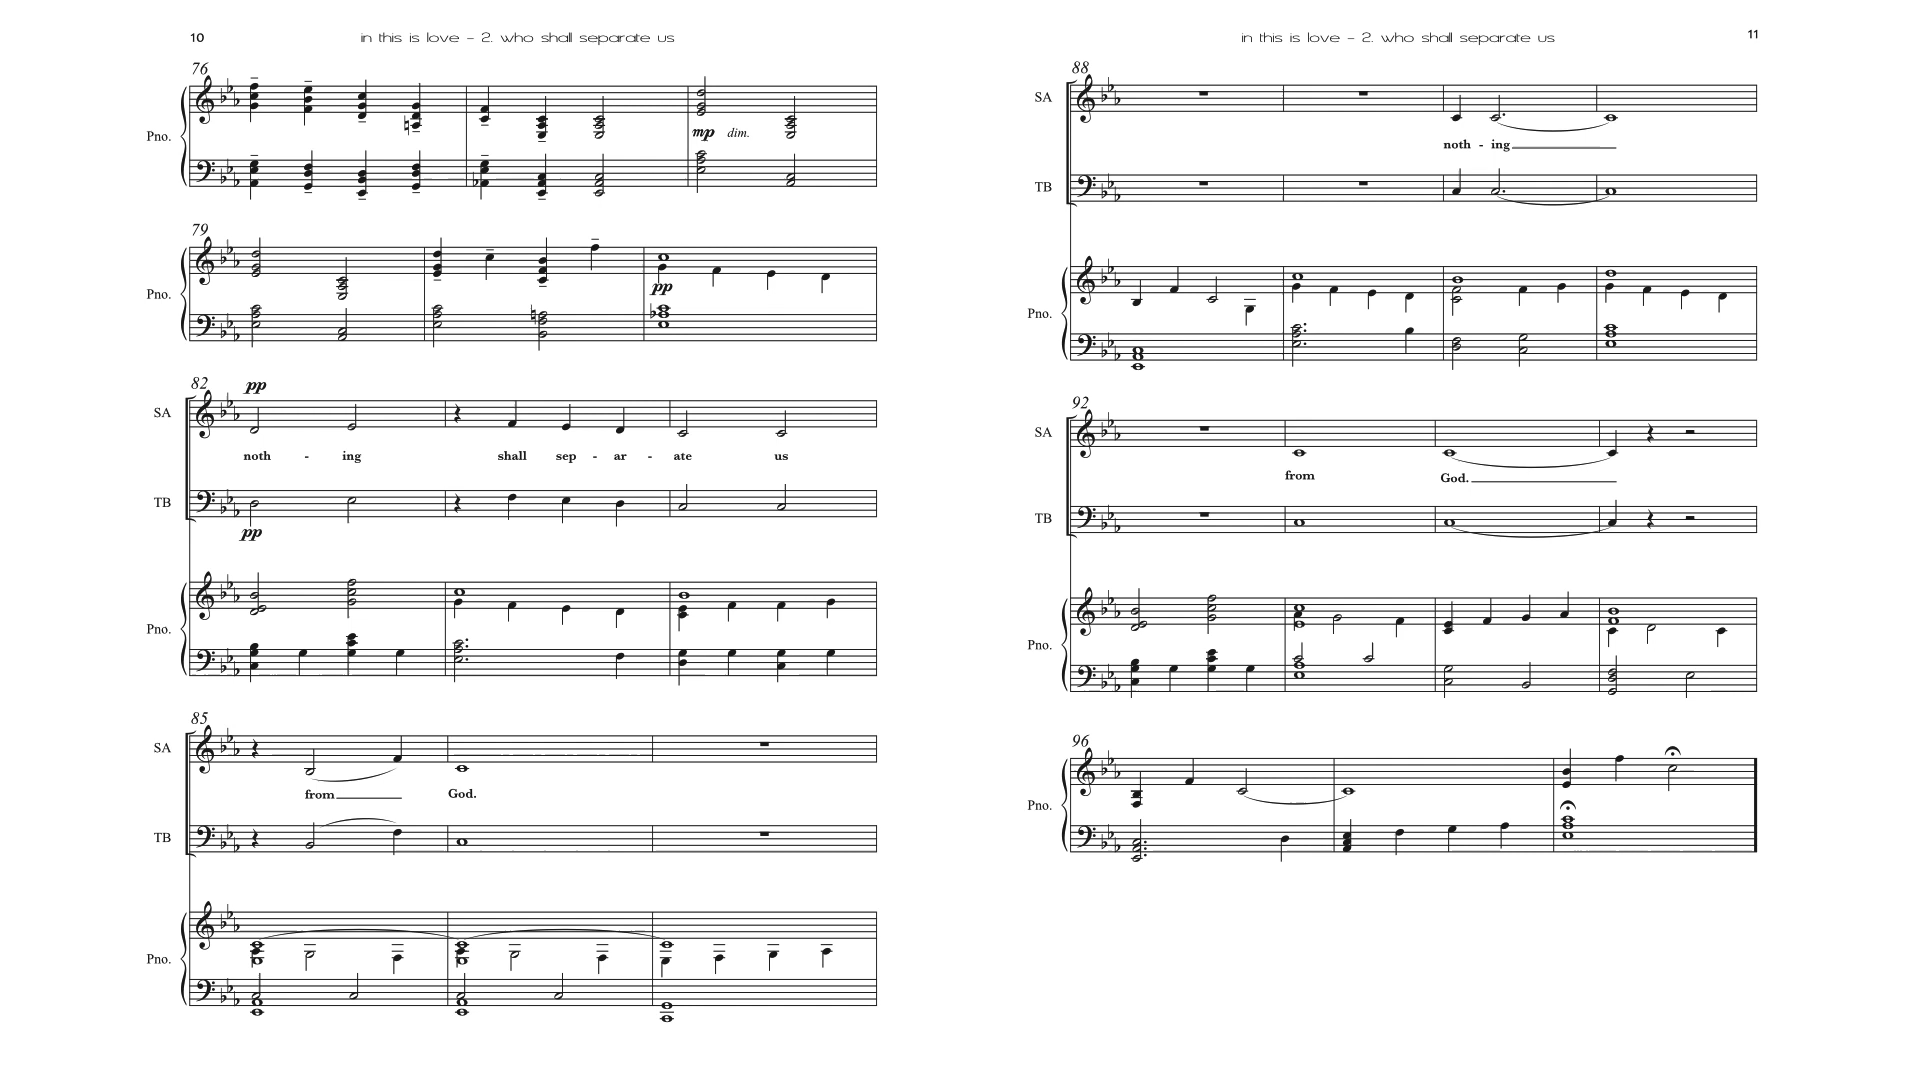 10
in this is love – 2. who shall separate us
76
Pno.
mp dim.
79
Pno.
pp
82
pp
SA
noth - ing shall sep - ar - ate us
TB
pp
Pno.
85
SA
from God.
TB
Pno.
in this is love – 2. who shall separate us
11
88
SA
noth - ing
TB
Pno.
92
SA
from God.
TB
Pno.
96
Pno.